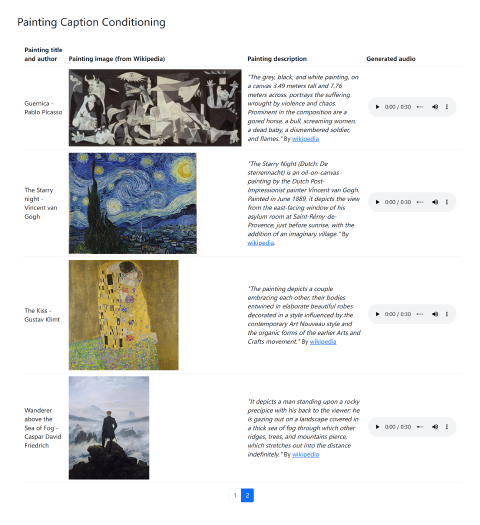 Painting Caption Conditioning
Painting title
and author
Painting image (from Wikipedia)
Painting description
Generated audio
Guernica -
Pablo Picasso
"The grey, black, and white painting, on
a canvas 3.49 meters tall and 7.76
meters across, portrays the suffering
wrought by violence and chaos.
Prominent in the composition are a
gored horse, a bull, screaming women,
a dead baby, a dismembered soldier,
and flames." By wikipedia
0:00 / 0:30
The Starry
night -
Vincent van
Gogh
"The Starry Night (Dutch: De
sterrennacht) is an oil-on-canvas
painting by the Dutch Post-
Impressionist painter Vincent van Gogh.
Painted in June 1889, it depicts the view
from the east-facing window of his
asylum room at Saint-Rémy-de-
Provence, just before sunrise, with the
addition of an imaginary village." By
wikipedia.
0:00 / 0:30
The Kiss -
Gustav Klimt
"The painting depicts a couple
embracing each other, their bodies
entwined in elaborate beautiful robes
decorated in a style influenced by the
contemporary Art Nouveau style and
the organic forms of the earlier Arts and
Crafts movement." By wikipedia
0:00 / 0:30
Wanderer
above the
Sea of Fog -
Caspar David
Friedrich
"It depicts a man standing upon a rocky
precipice with his back to the viewer; he
is gazing out on a landscape covered in
a thick sea of fog through which other
ridges, trees, and mountains pierce,
which stretches out into the distance
indefinitely." By wikipedia
0:00 / 0:30
1 2